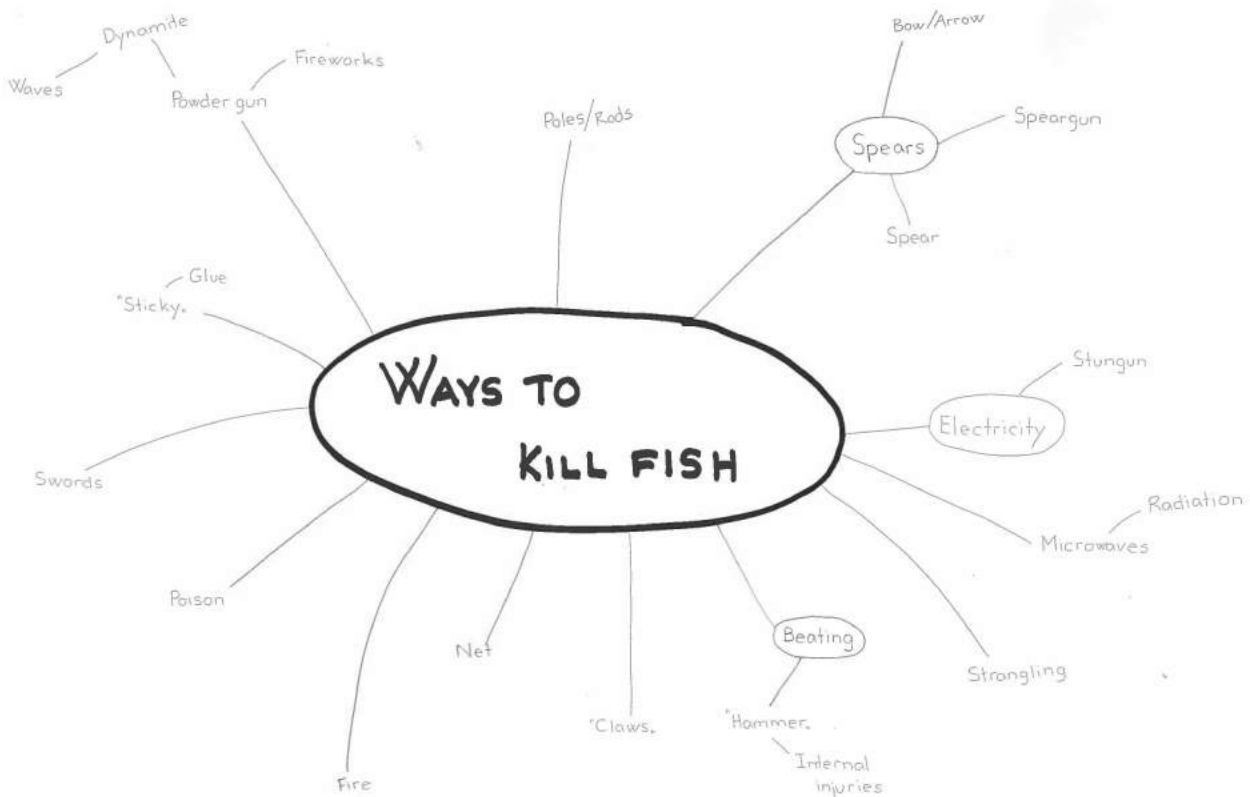 Dynamite
Bow/Arrow
Fireworks
Waves
Powder gun
Poles/Rods
Speargun
Spears
Spear
Glue
"Sticky.
Stungun
WAYS TO
KILL FISH
Electricity
Swords
Radiation
Microwaves
Poison
Beating
Net
Strangling
"Claws.
"Hammer.
Internal
injuries
Fire